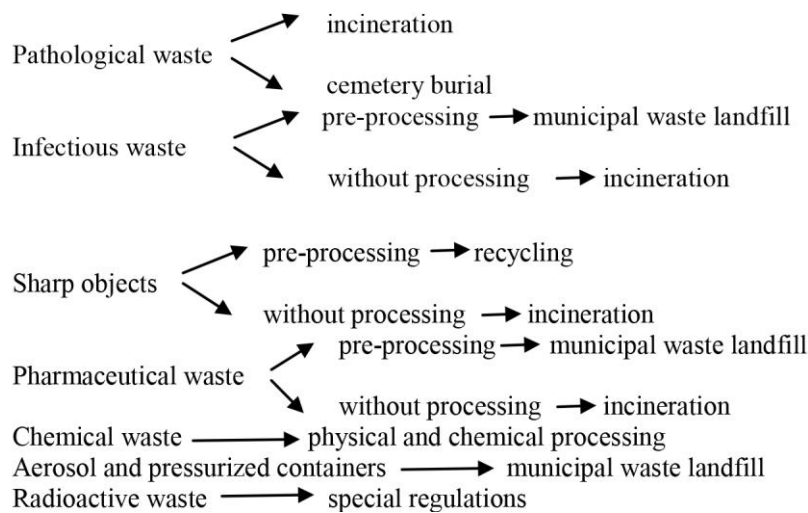 incineration
Pathological waste
cemetery burial
pre-processing municipal waste landfill
Infectious waste
without processing incineration
pre-processing recycling
Sharp objects
without processing incineration
pre-processing municipal waste landfill
Pharmaceutical waste
without processing incineration
Chemical waste physical and chemical processing
Aerosol and pressurized containers municipal waste landfill
Radioactive waste special regulations